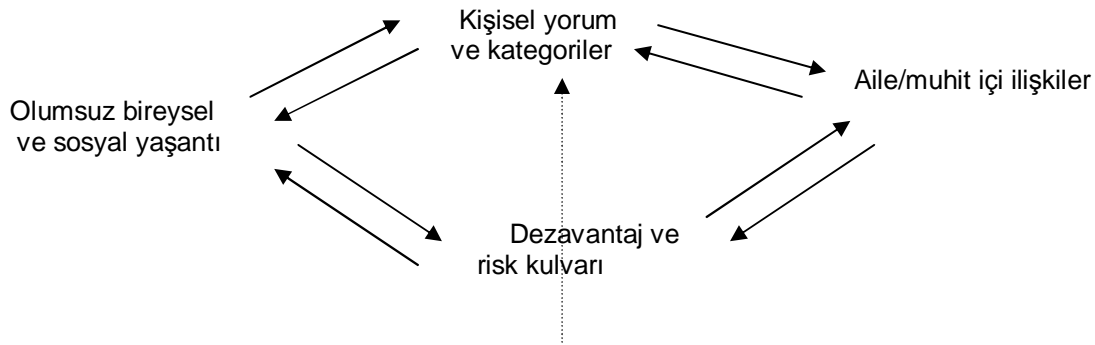 Kişisel yorum
ve kategoriler
Aile/muhit içi ilişkiler
Olumsuz bireysel
ve sosyal yaşantı
Dezavantaj ve
risk kulvarı